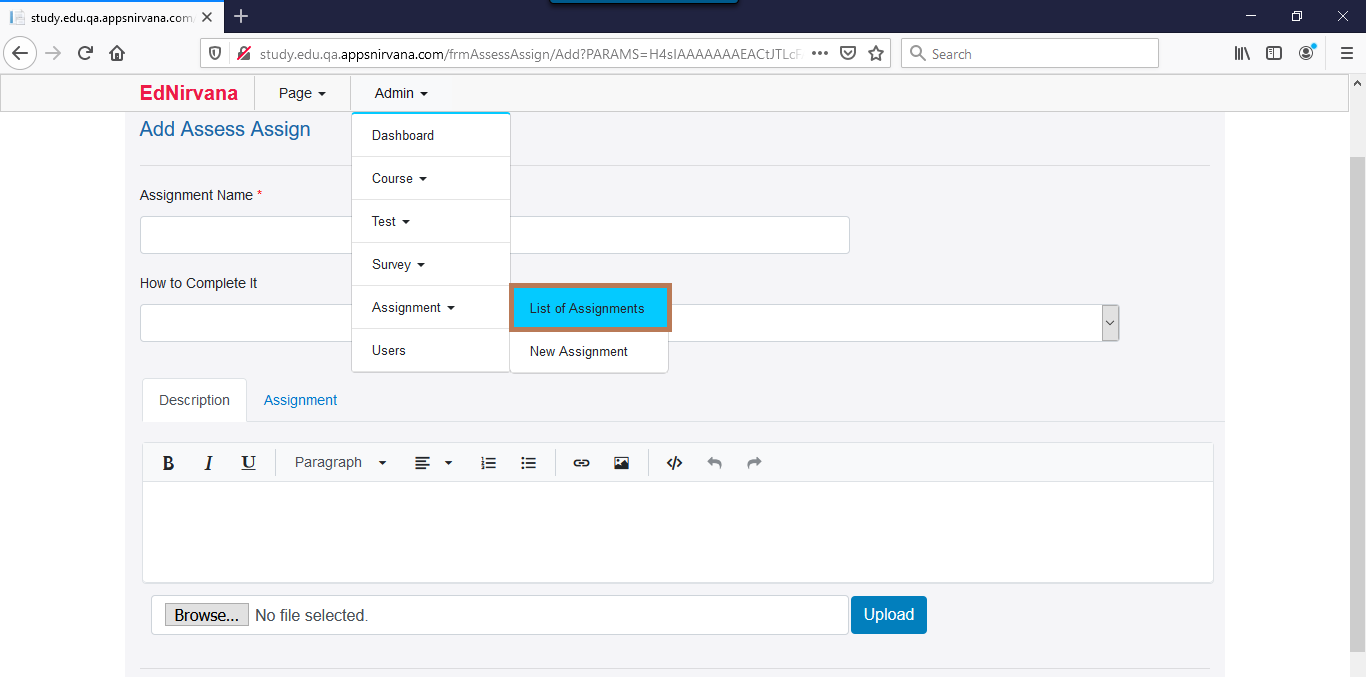 study.edu.qa.appsnirvana.com
study.edu.qa.appsnirvana.com/frmAssessAssign/Add?PARAMS=H4sIAAAAAAAEACtJTLcF
Search
EdNirvana
Page
Admin
Add Assess Assign
Dashboard
Course
Assignment Name *
Test
Survey
How to Complete It
Assignment
List of Assignments
Users
New Assignment
Description
Assignment
B I U Paragraph
Browse... No file selected.
Upload